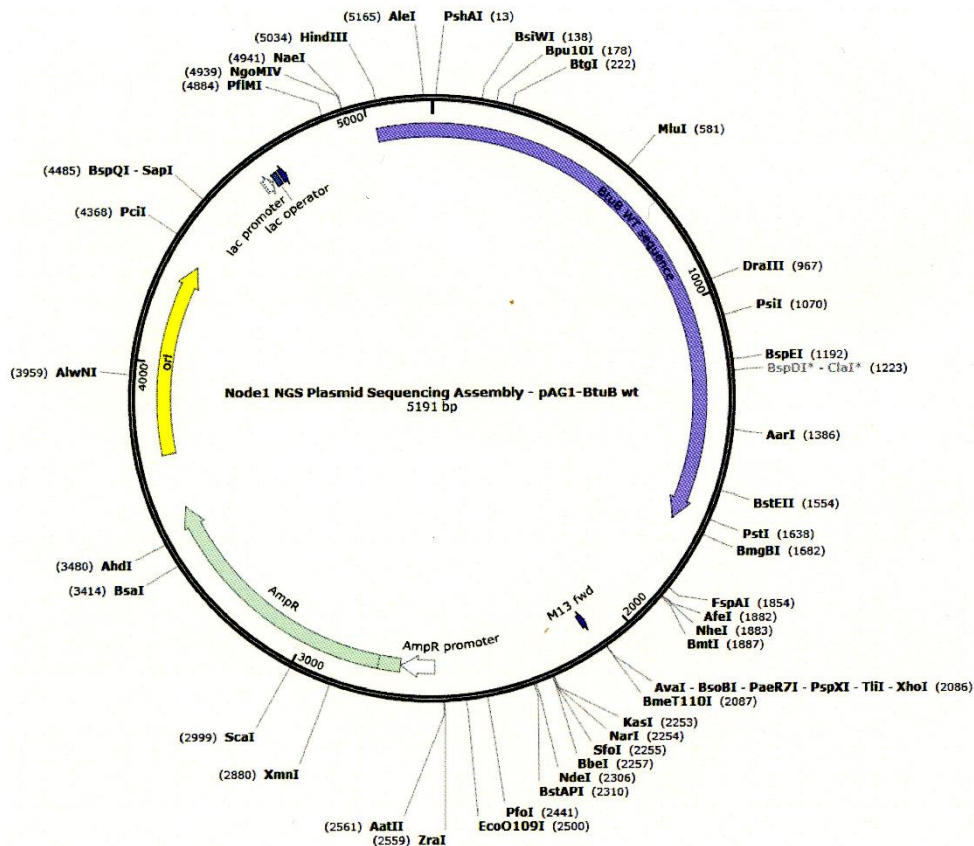 (5165) AleI
PshAI (13)
(5034) HindIII
BsiWI (138)
(4941) NaeI
Bpu10I (178)
(4939) NgoMIV
BtgI (222)
(4884) PflMI
5000
MluI (581)
(4485) BspQI - SapI
lac promoter
lac operator
(4368) PciI
BtuB WT sequence
DraIII (967)
1000
PsiI (1070)
ori
4000
(3959) AlwNI
BspEI (1192)
BspDI* - ClaI* (1223)
Node1 NGS Plasmid Sequencing Assembly - pAG1-BtuB wt
5191 bp
AarI (1386)
BstEII (1554)
PstI (1638)
BmgBI (1682)
(3480) AhdI
(3414) BsaI
AmpR
M13 fwd
2000
FspAI (1854)
AfeI (1882)
NheI (1883)
BmtI (1887)
AmpR promoter
3000
AvaI - BsoBI - PaeR7I - PspXI - TliI - XhoI (2086)
BmeT110I (2087)
KasI (2253)
NarI (2254)
SfoI (2255)
BbeI (2257)
NdeI (2306)
BstAPI (2310)
(2999) ScaI
(2880) XmnI
PfoI (2441)
EcoO109I (2500)
(2561) AatII
(2559) ZraI